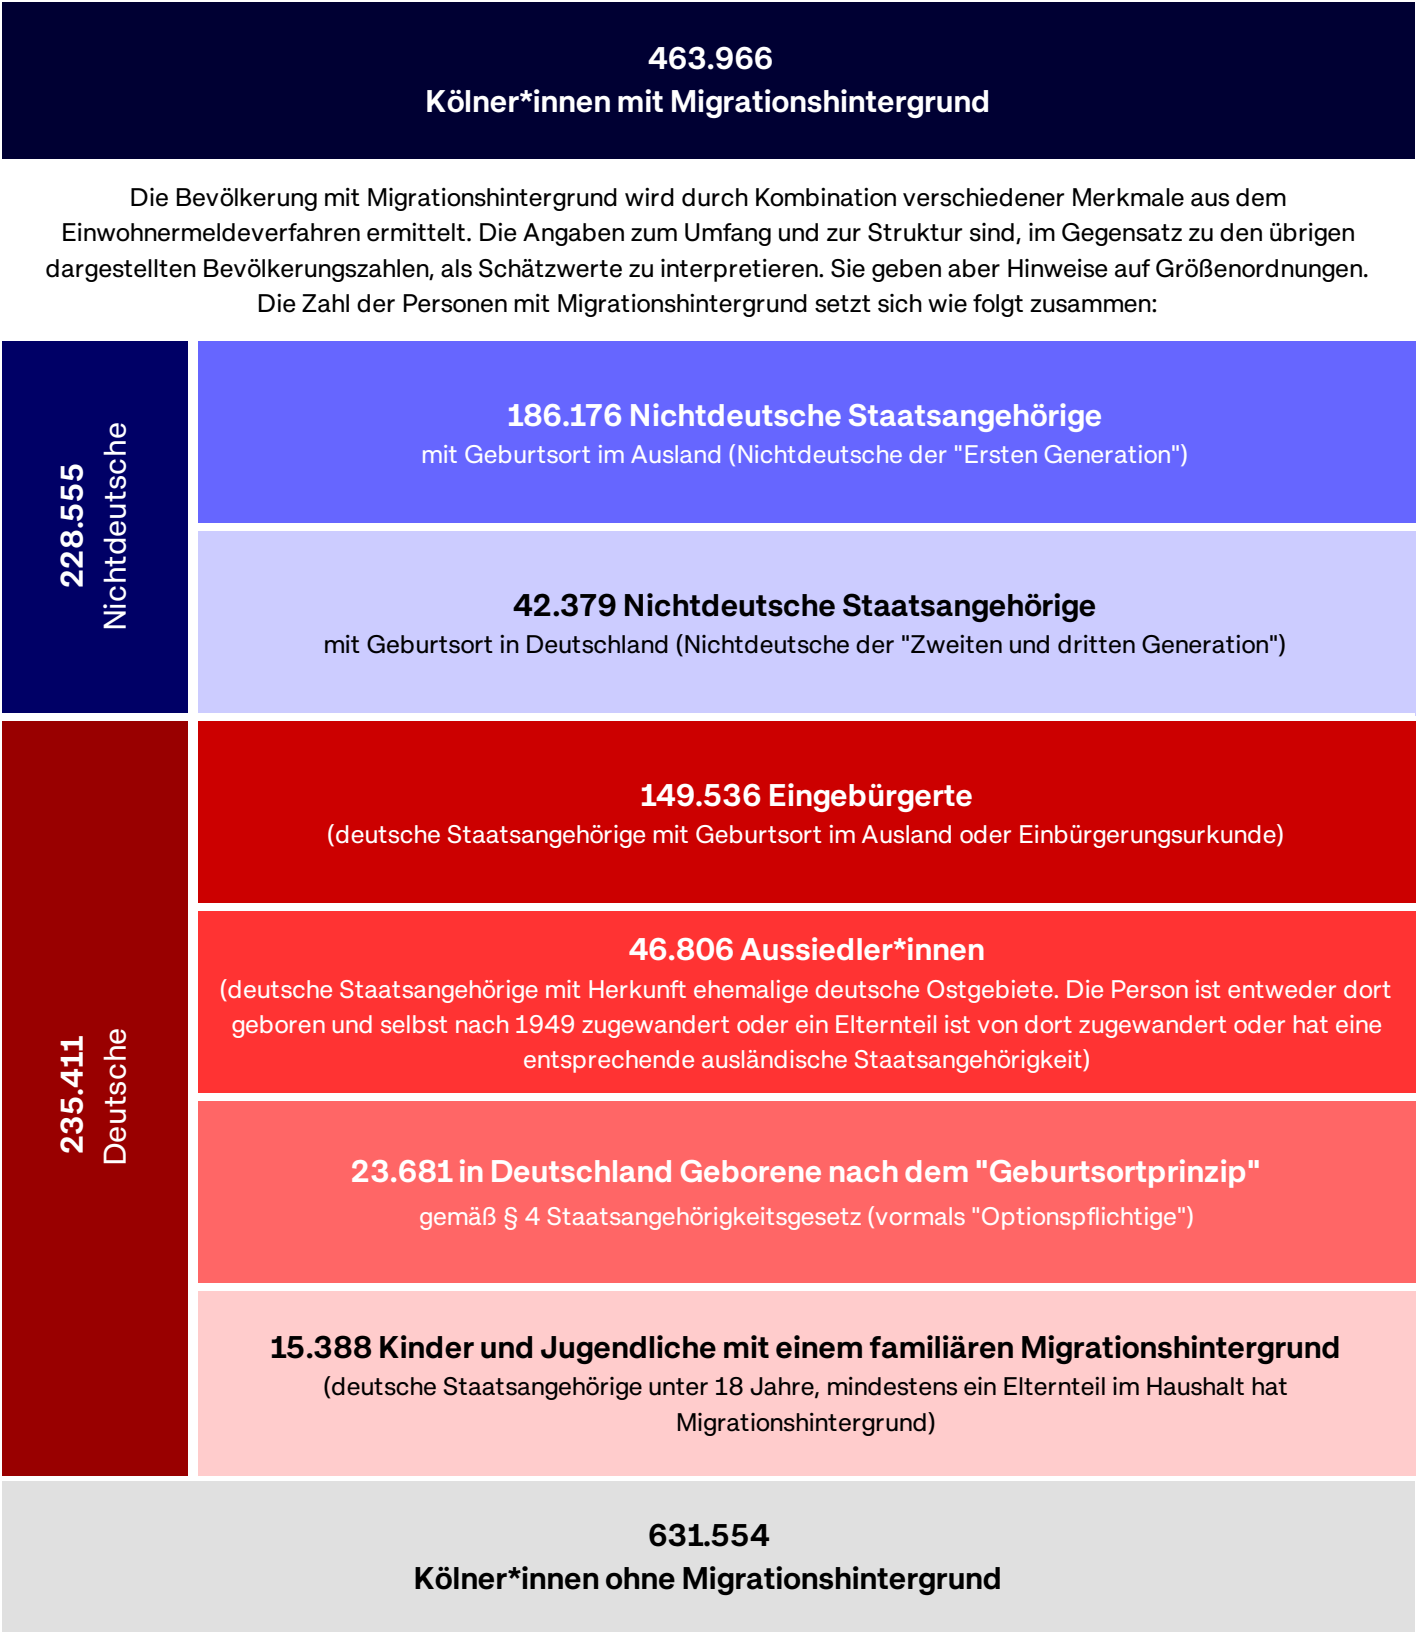 463.966
Kölner*innen mit Migrationshintergrund
Die Bevölkerung mit Migrationshintergrund wird durch Kombination verschiedener Merkmale aus dem
Einwohnermeldeverfahren ermittelt. Die Angaben zum Umfang und zur Struktur sind, im Gegensatz zu den übrigen
dargestellten Bevölkerungszahlen, als Schätzwerte zu interpretieren. Sie geben aber Hinweise auf Größenordnungen.
Die Zahl der Personen mit Migrationshintergrund setzt sich wie folgt zusammen:
228.555
Nichtdeutsche
186.176 Nichtdeutsche Staatsangehörige
mit Geburtsort im Ausland (Nichtdeutsche der "Ersten Generation")
42.379 Nichtdeutsche Staatsangehörige
mit Geburtsort in Deutschland (Nichtdeutsche der "Zweiten und dritten Generation")
235.411
Deutsche
149.536 Eingebürgerte
(deutsche Staatsangehörige mit Geburtsort im Ausland oder Einbürgerungsurkunde)
46.806 Aussiedler*innen
(deutsche Staatsangehörige mit Herkunft ehemalige deutsche Ostgebiete. Die Person ist entweder dort
geboren und selbst nach 1949 zugewandert oder ein Elternteil ist von dort zugewandert oder hat eine
entsprechende ausländische Staatsangehörigkeit)
23.681 in Deutschland Geborene nach dem "Geburtsortprinzip"
gemäß § 4 Staatsangehörigkeitsgesetz (vormals "Optionspflichtige")
15.388 Kinder und Jugendliche mit einem familiären Migrationshintergrund
(deutsche Staatsangehörige unter 18 Jahre, mindestens ein Elternteil im Haushalt hat
Migrationshintergrund)
631.554
Kölner*innen ohne Migrationshintergrund